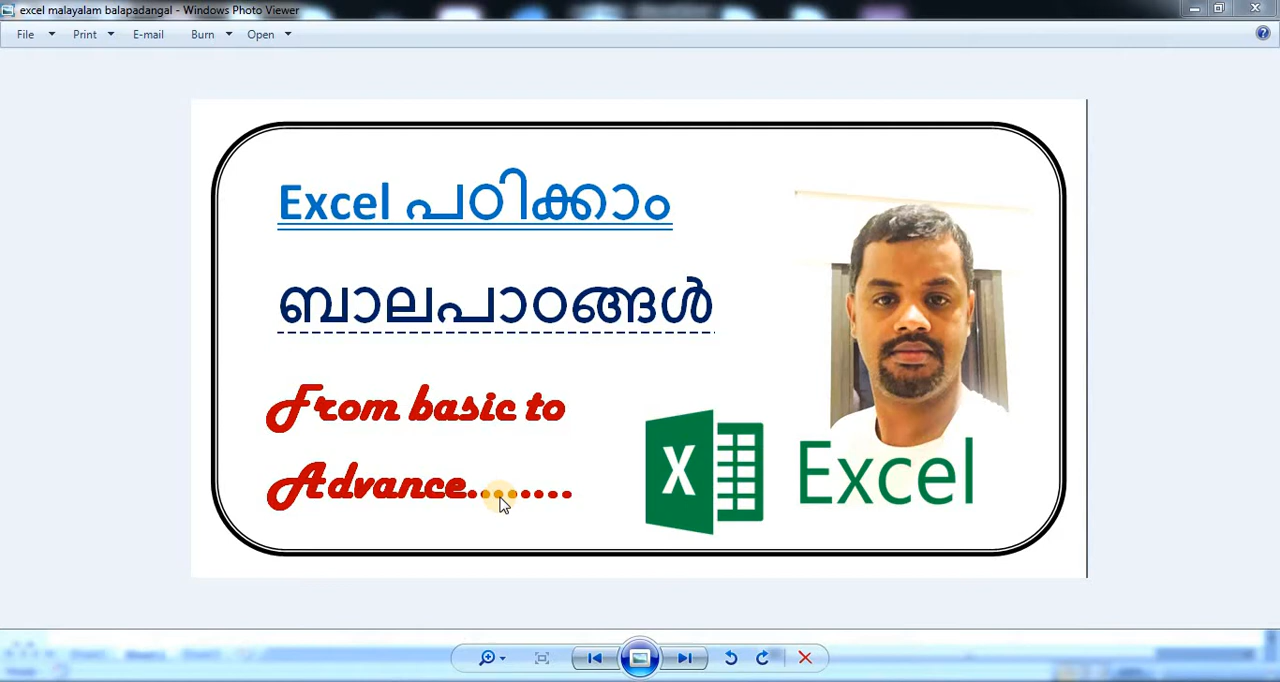 excel malayalam balapadangal - Windows Photo Viewer
File Print E-mail Burn Open
Excel പഠിക്കാം
ബാലപാഠങ്ങൾ
From basic to
Advance........
X Excel